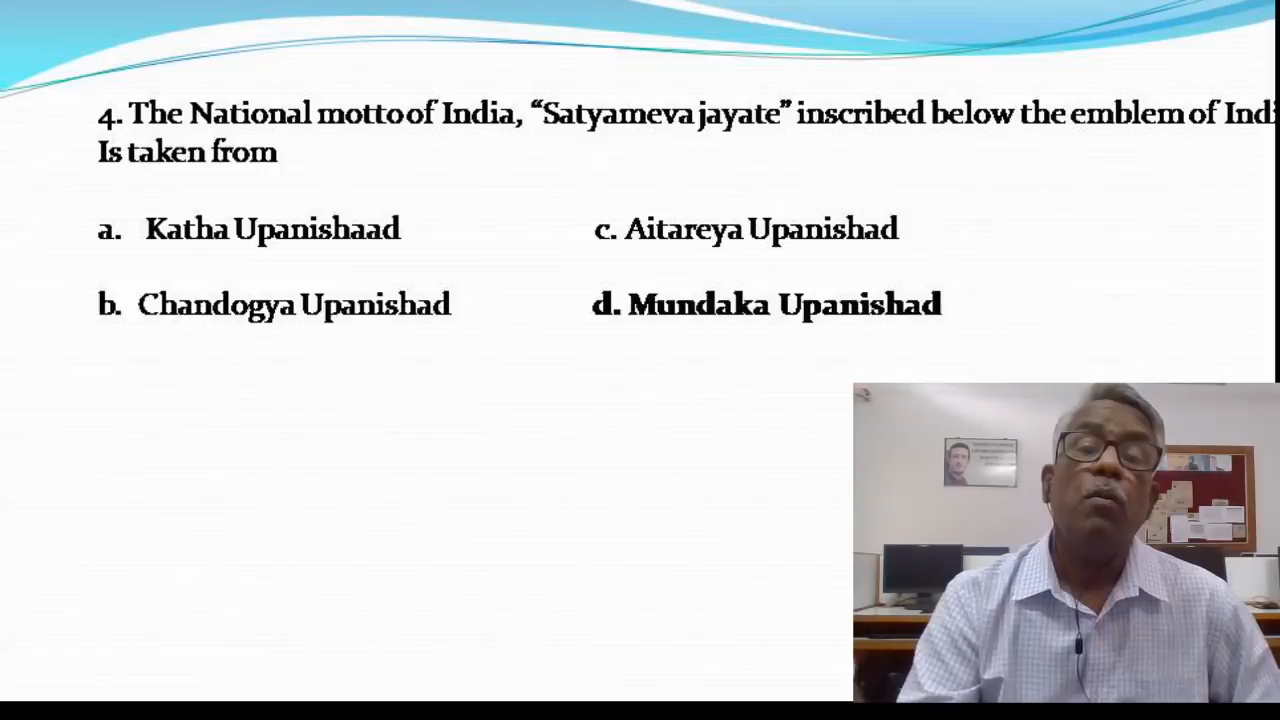 4. The National motto of India, “Satyameva jayate” inscribed below the emblem of Indi
Is taken from
a. Katha Upanishaad
c. Aitareya Upanishad
b. Chandogya Upanishad
d. Mundaka Upanishad